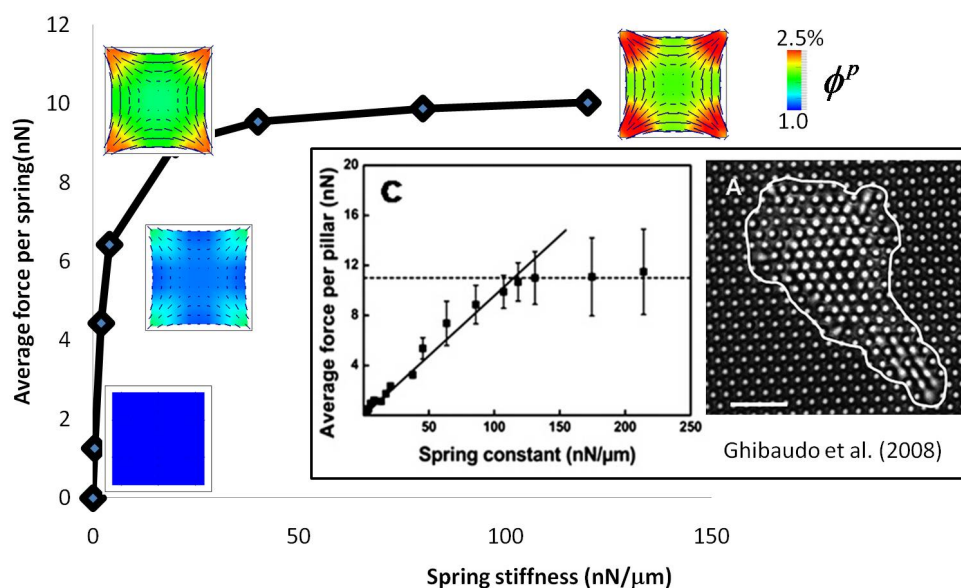 12
10
8
6
4
2
0
0
50
100
150
Average force per spring(nN)
Spring stiffness (nN/μm)
2.5%
ϕᵖ
1.0
C
20
16
12
8
4
50
100
150
200
250
Average force per pillar (nN)
Spring constant (nN/μm)
A
Ghibaudo et al. (2008)